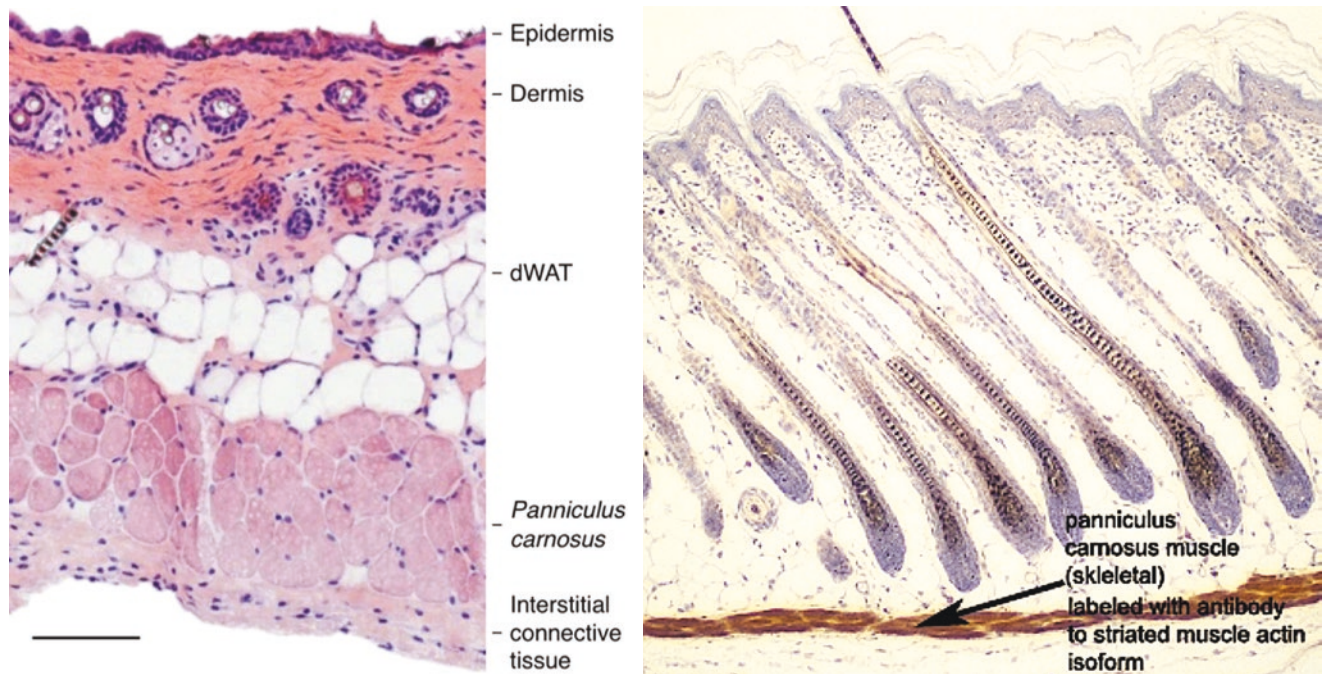 Epidermis
Dermis
dWAT
Panniculus
carnosus
Interstitial
connective
tissue
panniculus
carnosus muscle
(skleletal)
labeled with antibody
to striated muscle actin
isoform